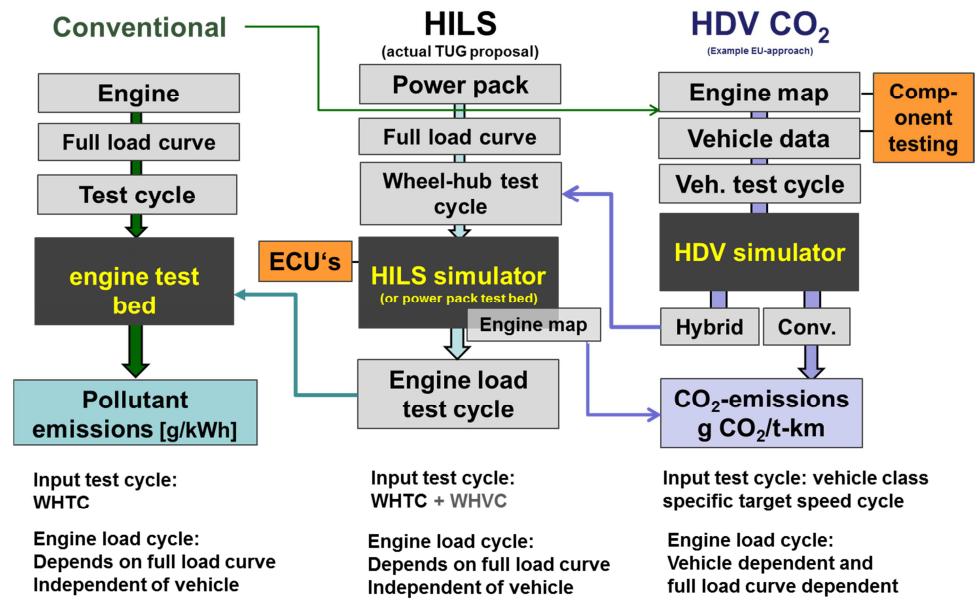 Conventional
Engine
Full load curve
Test cycle
engine test
bed
Pollutant
emissions [g/kWh]
Input test cycle:
WHTC
Engine load cycle:
Depends on full load curve
Independent of vehicle
HILS
(actual TUG proposal)
Power pack
Full load curve
Wheel-hub test
cycle
ECU's
HILS simulator
(or power pack test bed)
Engine map
Engine load
test cycle
Input test cycle:
WHTC + WHVC
Engine load cycle:
Depends on full load curve
Independent of vehicle
HDV CO₂
(Example EU-approach)
Engine map
Vehicle data
Comp-
onent
testing
Veh. test cycle
HDV simulator
Hybrid
Conv.
CO₂-emissions
g CO₂/t-km
Input test cycle: vehicle class
specific target speed cycle
Engine load cycle:
Vehicle dependent and
full load curve dependent